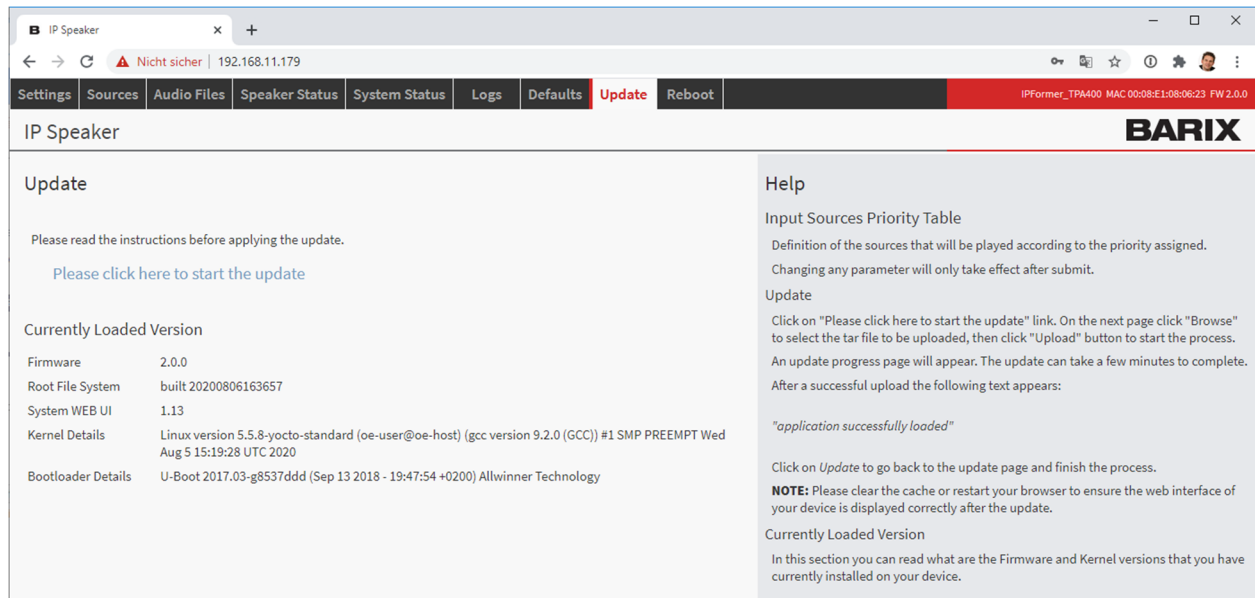 B IP Speaker
Nicht sicher | 192.168.11.179
Settings Sources Audio Files Speaker Status System Status Logs Defaults Update Reboot
IPFormer_TPA400 MAC 00:08:E1:08:06:23 FW 2.0.0
IP Speaker
BARIX
Update
Please read the instructions before applying the update.
Please click here to start the update
Currently Loaded Version
Firmware 2.0.0
Root File System built 20200806163657
System WEB UI 1.13
Kernel Details Linux version 5.5.8-yocto-standard (oe-user@oe-host) (gcc version 9.2.0 (GCC)) #1 SMP PREEMPT Wed
Aug 5 15:19:28 UTC 2020
Bootloader Details U-Boot 2017.03-g8537ddd (Sep 13 2018 - 19:47:54 +0200) Allwinner Technology
Help
Input Sources Priority Table
Definition of the sources that will be played according to the priority assigned.
Changing any parameter will only take effect after submit.
Update
Click on "Please click here to start the update" link. On the next page click "Browse"
to select the tar file to be uploaded, then click "Upload" button to start the process.
An update progress page will appear. The update can take a few minutes to complete.
After a successful upload the following text appears:
"application successfully loaded"
Click on Update to go back to the update page and finish the process.
NOTE: Please clear the cache or restart your browser to ensure the web interface of
your device is displayed correctly after the update.
Currently Loaded Version
In this section you can read what are the Firmware and Kernel versions that you have
currently installed on your device.